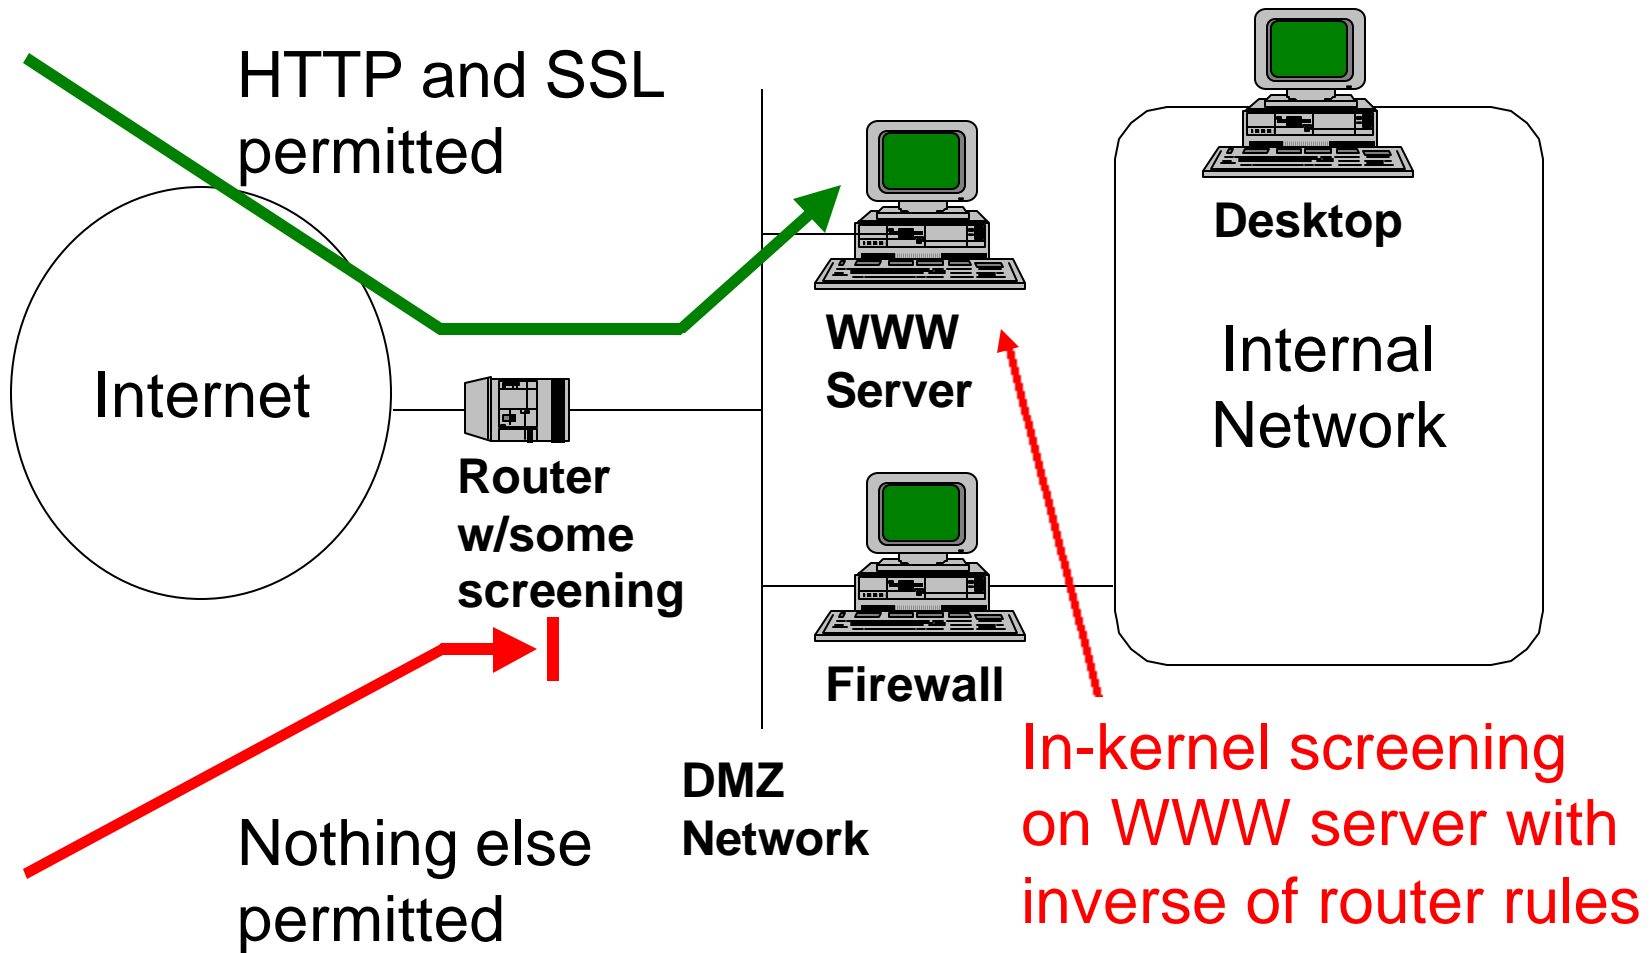 HTTP and SSL
permitted
Desktop
WWW
Server
Internal
Network
Internet
Router
w/some
screening
Firewall
DMZ
Network
In-kernel screening
on WWW server with
inverse of router rules
Nothing else
permitted